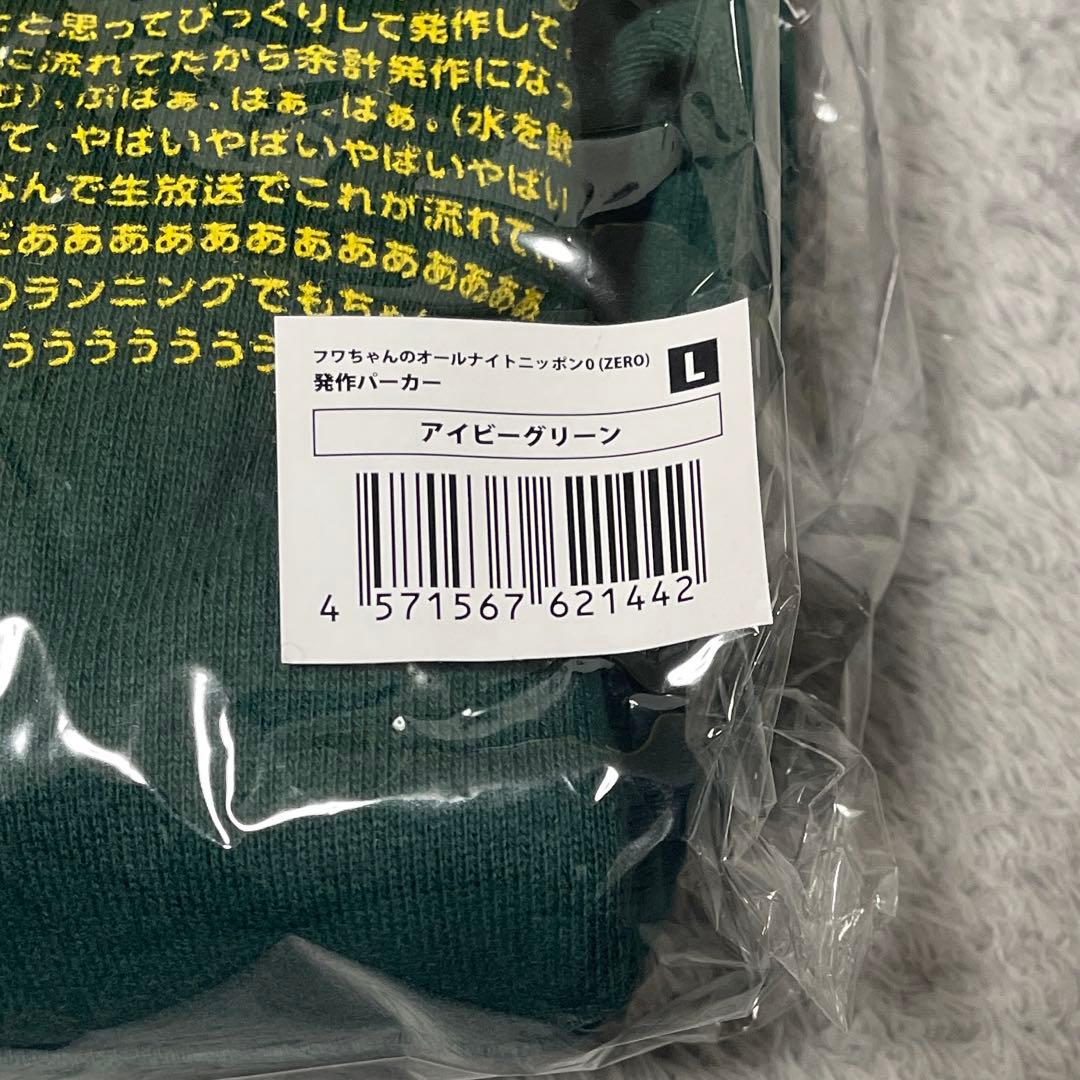 と思ってびっくりして発作して、
に流れてたから余計発作になっ
む)、ぷはぁ、はぁ、はぁ。(水を飲
て、やばいやばいやばいやばい
なんで生放送でこれが流れて
だああああああああああああ
のランニングでもちゃ
うううううう
フワちゃんのオールナイトニッポン0(ZERO)
L
発作パーカー
アイビーグリーン
4 571567 621442